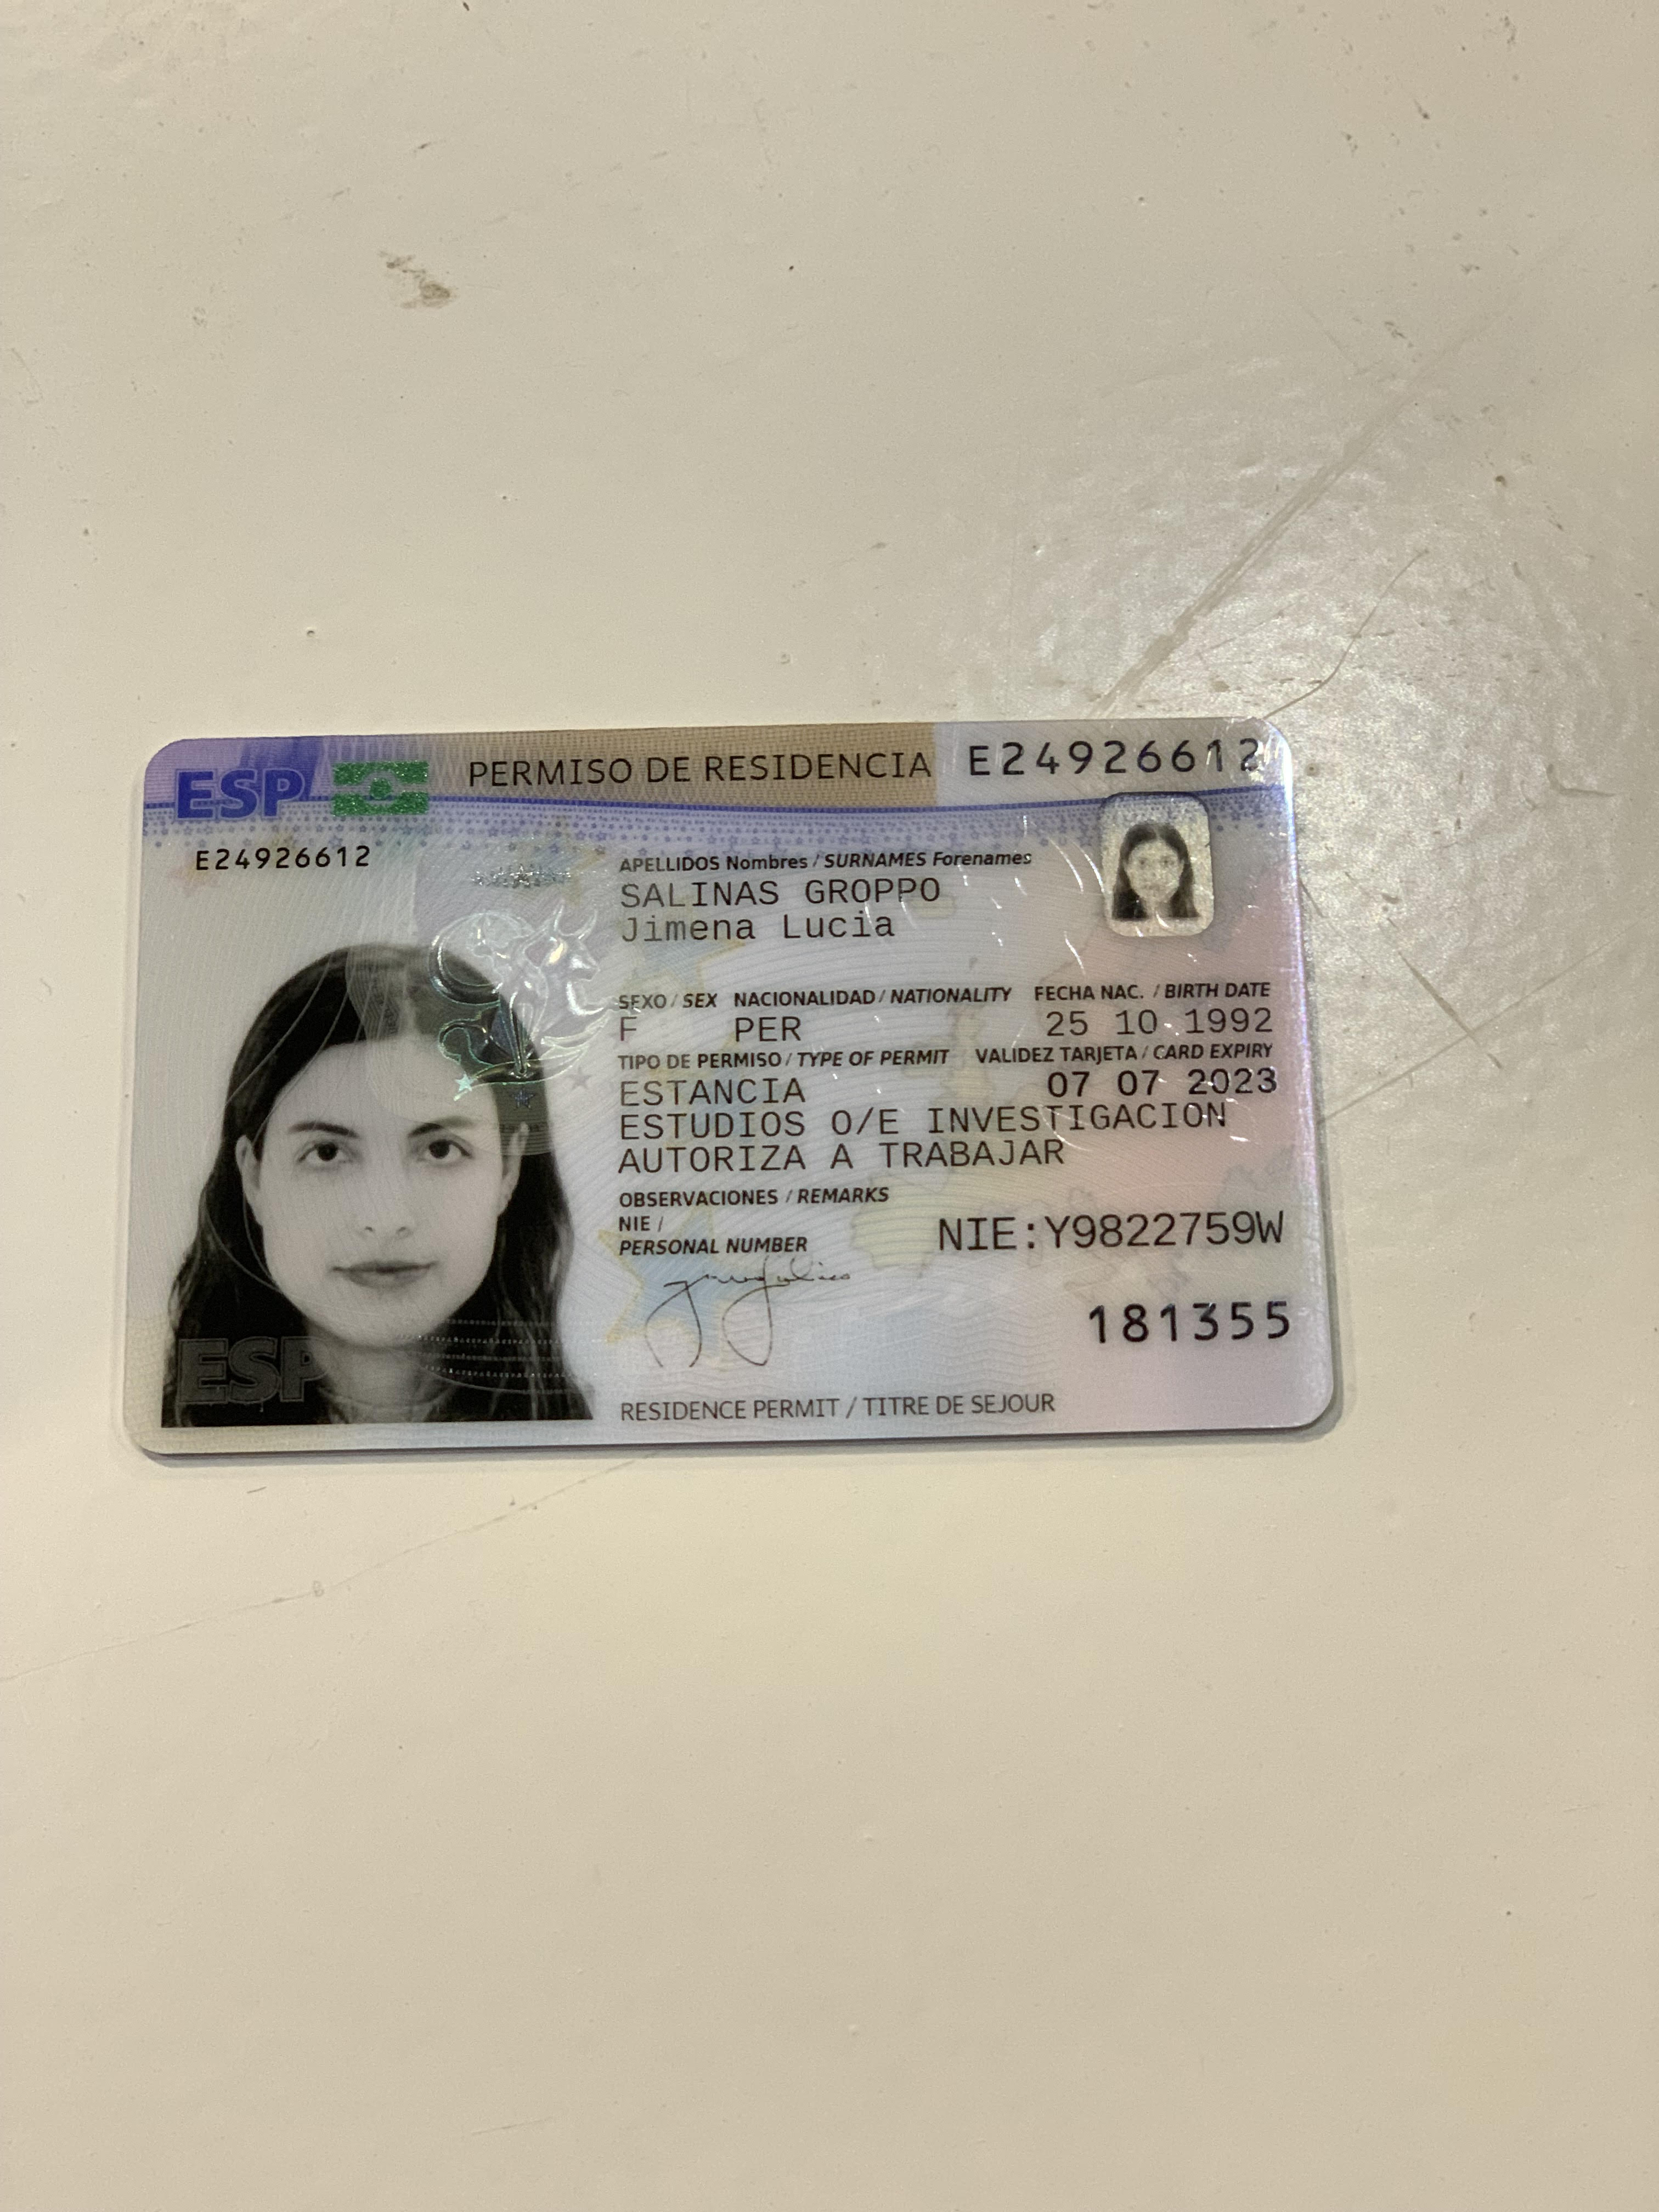 ESP PERMISO DE RESIDENCIA E24926612
E24926612
APELLIDOS Nombres / SURNAMES Forenames
SALINAS GROPPO
Jimena Lucia
SEXO / SEX NACIONALIDAD / NATIONALITY FECHA NAC. / BIRTH DATE
F PER 25 10 1992
TIPO DE PERMISO / TYPE OF PERMIT VALIDEZ TARJETA / CARD EXPIRY
ESTANCIA 07 07 2023
ESTUDIOS O/E INVESTIGACION
AUTORIZA A TRABAJAR
OBSERVACIONES / REMARKS
NIE /
PERSONAL NUMBER
NIE:Y9822759W
181355
ESP
RESIDENCE PERMIT / TITRE DE SEJOUR